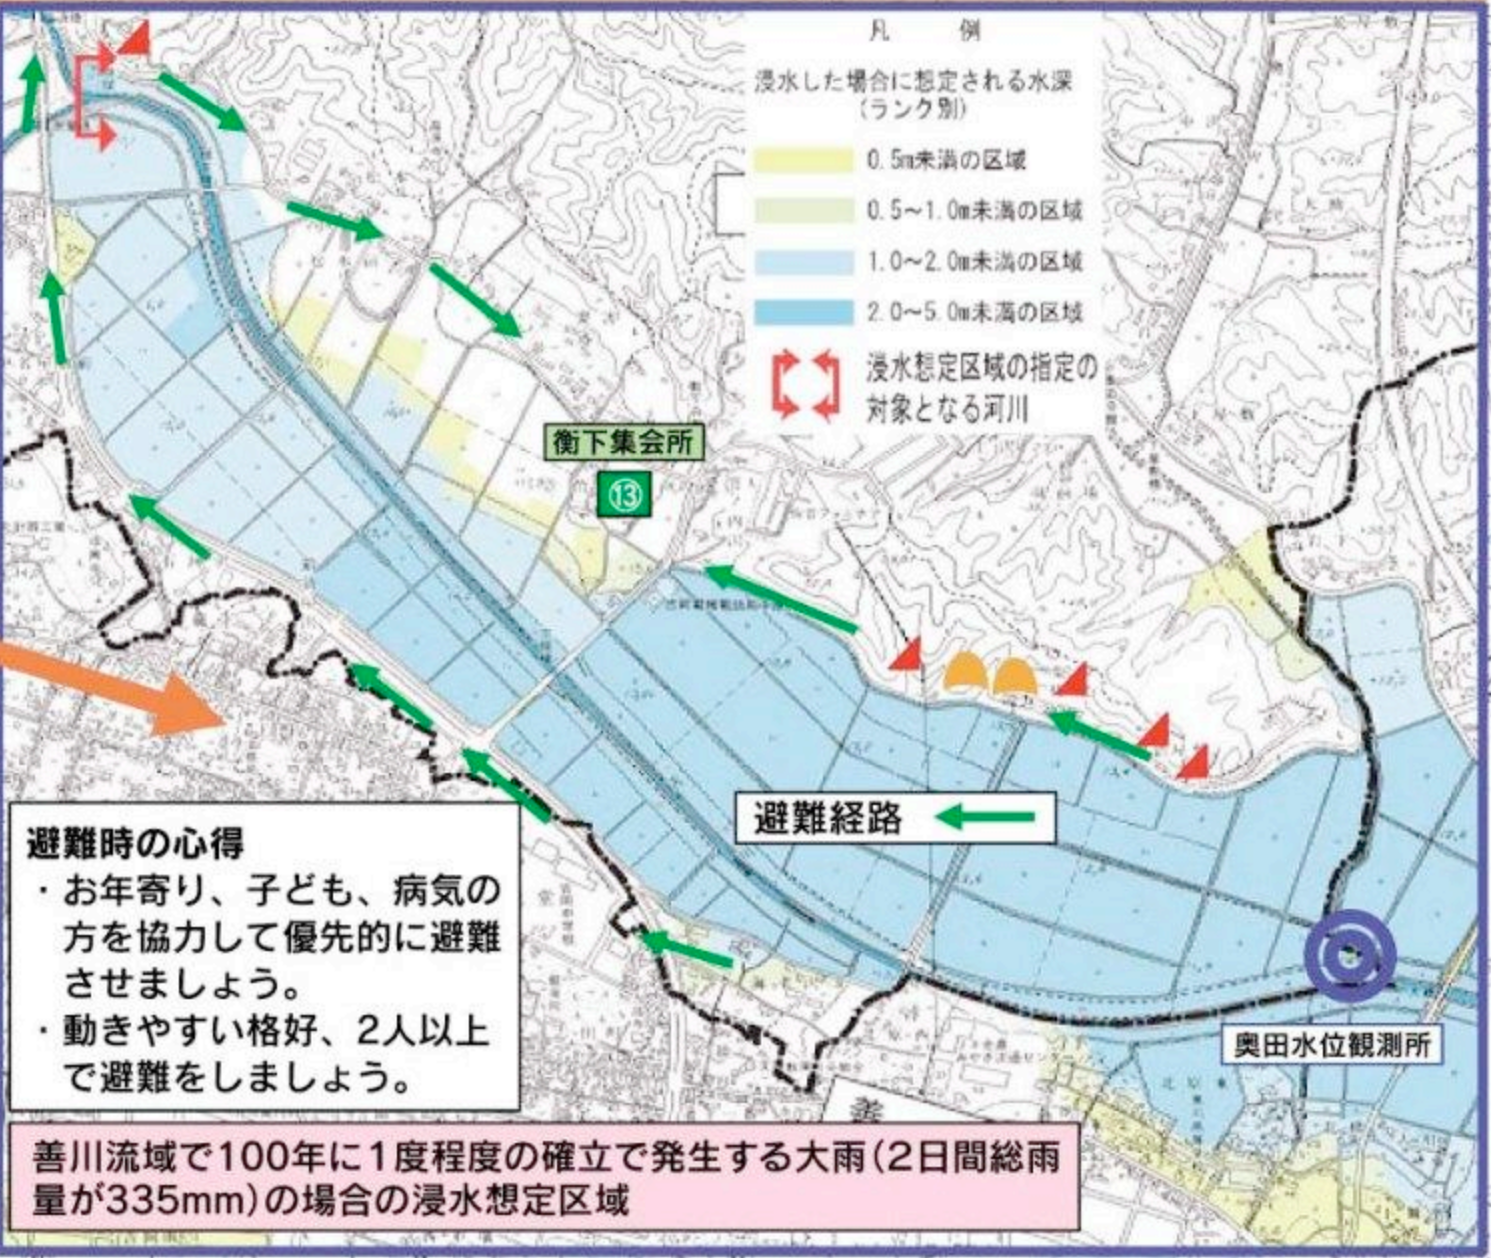 凡　例
浸水した場合に想定される水深
(ランク別)
0.5m未満の区域
0.5～1.0m未満の区域
1.0～2.0m未満の区域
2.0～5.0m未満の区域
浸水想定区域の指定の
対象となる河川
衡下集会所
⑬
避難経路
避難時の心得
・お年寄り、子ども、病気の
方を協力して優先的に避難
させましょう。
・動きやすい格好、2人以上
で避難をしましょう。
奥田水位観測所
善
善川流域で100年に1度程度の確立で発生する大雨(2日間総雨
量が335mm)の場合の浸水想定区域